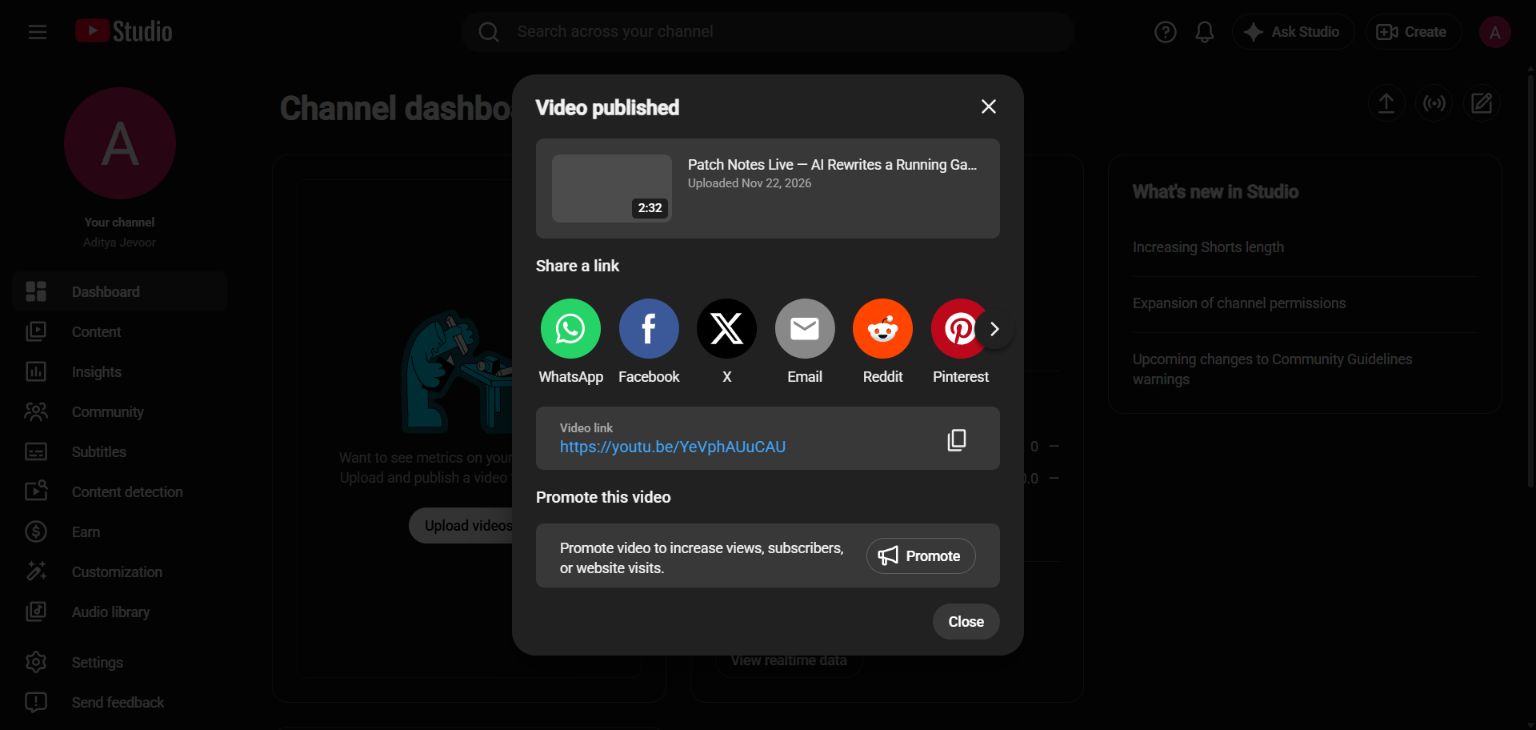 Studio
Search across your channel
Ask Studio
Create
A
A
Your channel
Aditya Jevoor
Dashboard
Content
Insights
Community
Subtitles
Content detection
Earn
Customization
Audio library
Settings
Send feedback
Channel dashbo
Want to see metrics on your
Upload and publish a video
Upload videos
Video published
2:32
Patch Notes Live — AI Rewrites a Running Ga...
Uploaded Nov 22, 2026
Share a link
WhatsApp
Facebook
X
Email
Reddit
Pinterest
Video link
https://youtu.be/YeVphAUuCAU
Promote this video
Promote video to increase views, subscribers,
or website visits.
Promote
Close
0 —
0.0 —
View realtime data
What's new in Studio
Increasing Shorts length
Expansion of channel permissions
Upcoming changes to Community Guidelines
warnings